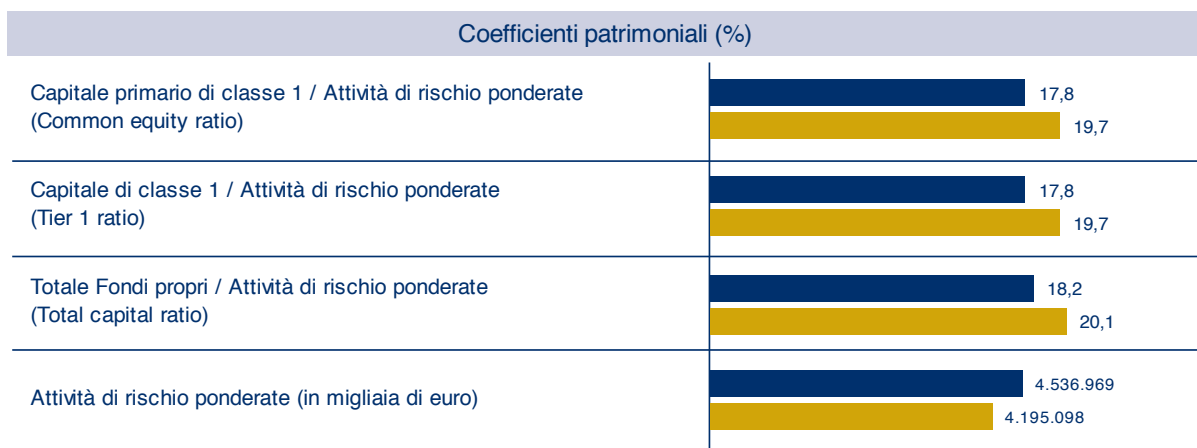 Coefficienti patrimoniali (%)
Capitale primario di classe 1 / Attività di rischio ponderate
(Common equity ratio)
17,8
19,7
Capitale di classe 1 / Attività di rischio ponderate
(Tier 1 ratio)
17,8
19,7
Totale Fondi propri / Attività di rischio ponderate
(Total capital ratio)
18,2
20,1
Attività di rischio ponderate (in migliaia di euro)
4.536.969
4.195.098